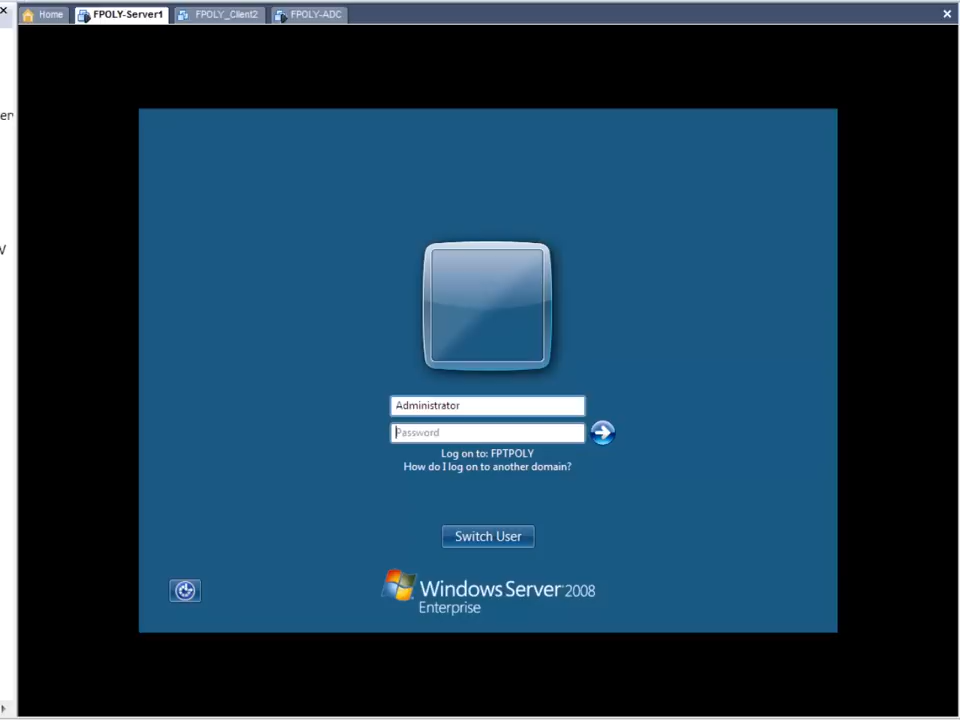 Home FPOLY-Server1 FPOLY_Client2 FPOLY-ADC
er
V
Administrator
Password
Log on to: FPTPOLY
How do I log on to another domain?
Switch User
Windows Server 2008
Enterprise